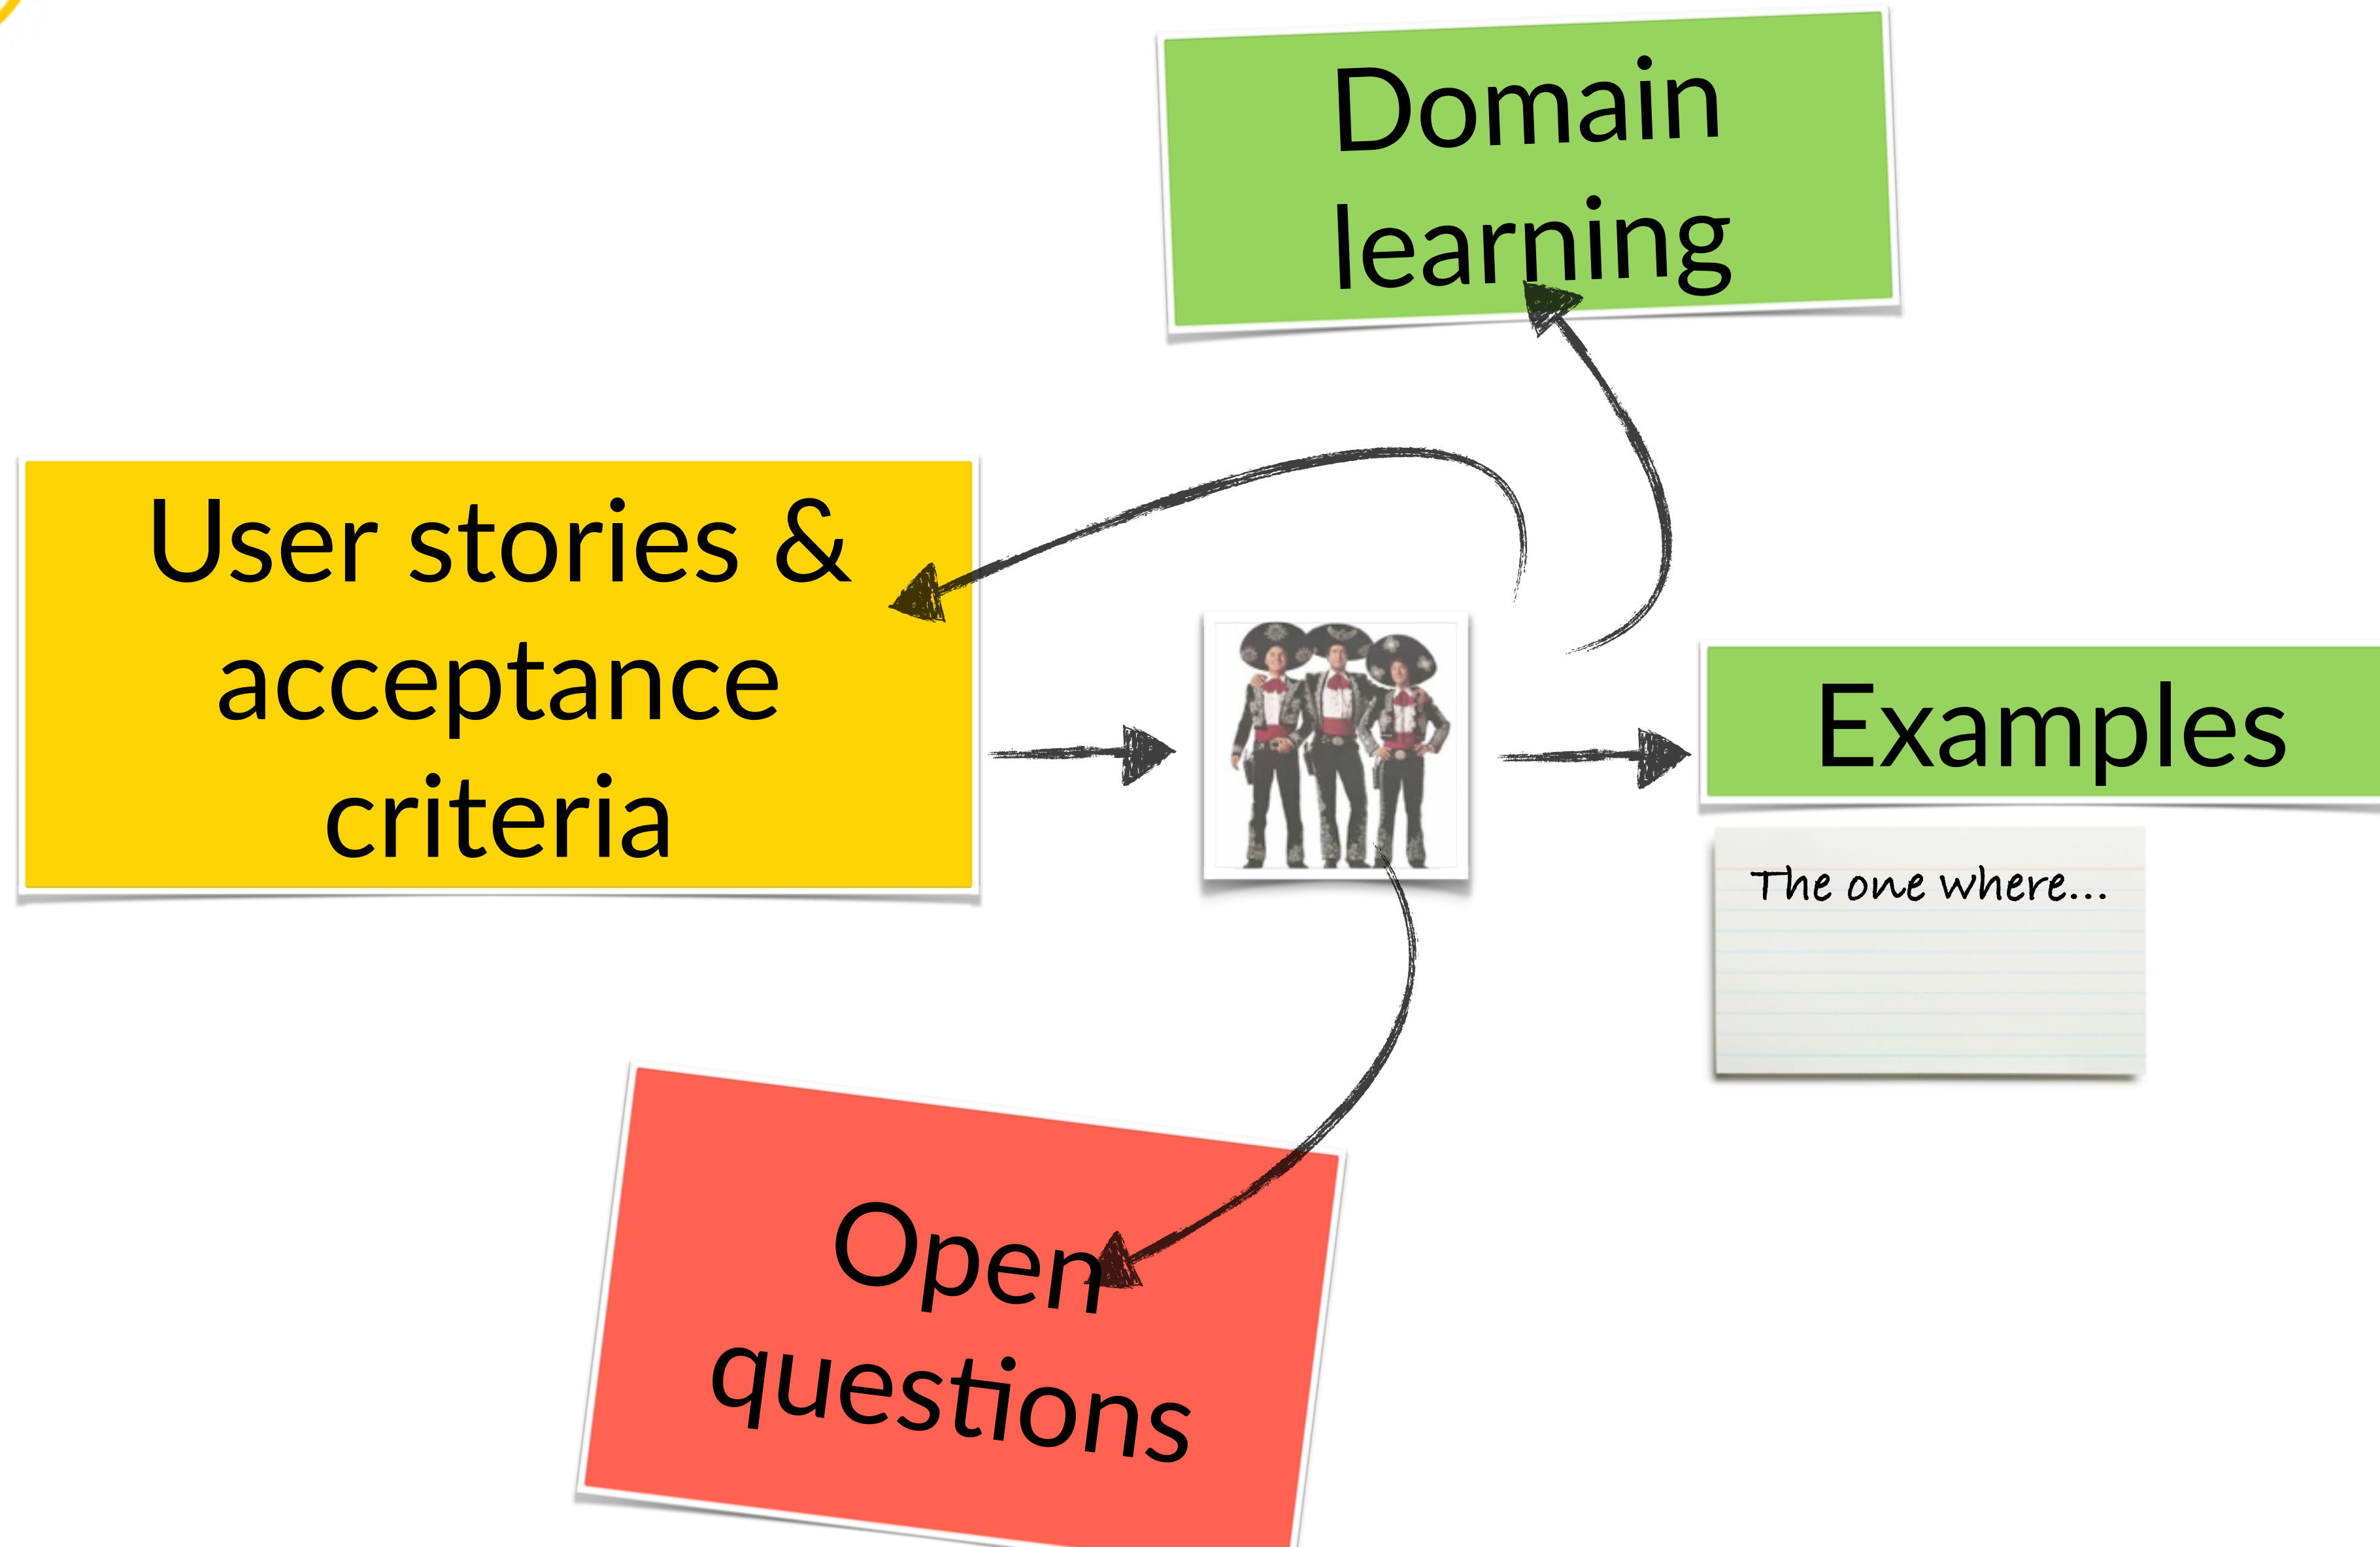 Domain
learning
User stories &
acceptance
criteria
Examples
The one where...
Open
questions